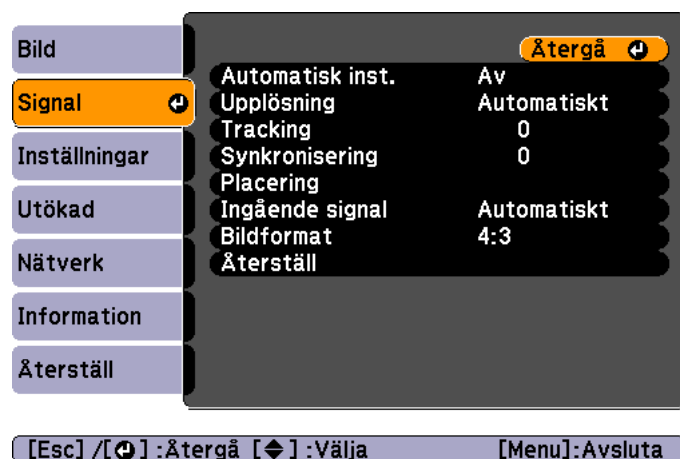 Bild
Signal
Inställningar
Utökad
Nätverk
Information
Återställ
Återgå
Automatisk inst. Av
Upplösning Automatiskt
Tracking 0
Synkronisering 0
Placering
Ingående signal Automatiskt
Bildformat 4:3
Återställ
[Esc] /[⏎] :Återgå [◆] :Välja [Menu]:Avsluta